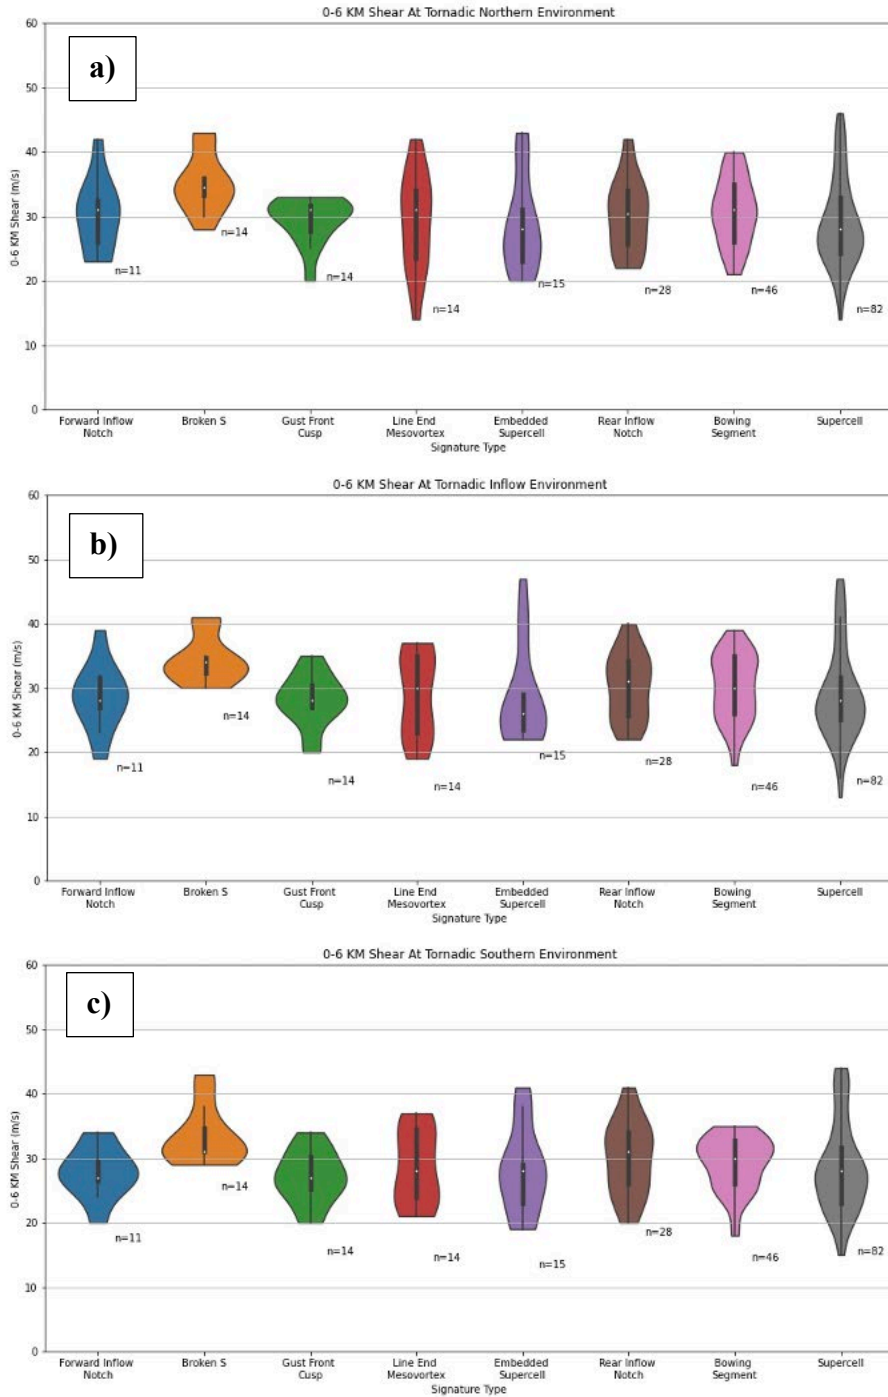 0-6 KM Shear At Tornadic Northern Environment
a)
60
50
40
30
20
10
0
0-6 KM Shear (m/s)
n=11
n=14
n=14
n=14
n=15
n=28
n=46
n=82
Forward Inflow Notch
Broken S
Gust Front Cusp
Line End Mesovortex
Embedded Supercell
Rear Inflow Notch
Bowing Segment
Supercell
Signature Type
0-6 KM Shear At Tornadic Inflow Environment
b)
60
50
40
30
20
10
0
0-6 KM Shear (m/s)
n=11
n=14
n=14
n=14
n=15
n=28
n=46
n=82
Forward Inflow Notch
Broken S
Gust Front Cusp
Line End Mesovortex
Embedded Supercell
Rear Inflow Notch
Bowing Segment
Supercell
Signature Type
0-6 KM Shear At Tornadic Southern Environment
c)
60
50
40
30
20
10
0
0-6 KM Shear (m/s)
n=11
n=14
n=14
n=14
n=15
n=28
n=46
n=82
Forward Inflow Notch
Broken S
Gust Front Cusp
Line End Mesovortex
Embedded Supercell
Rear Inflow Notch
Bowing Segment
Supercell
Signature Type